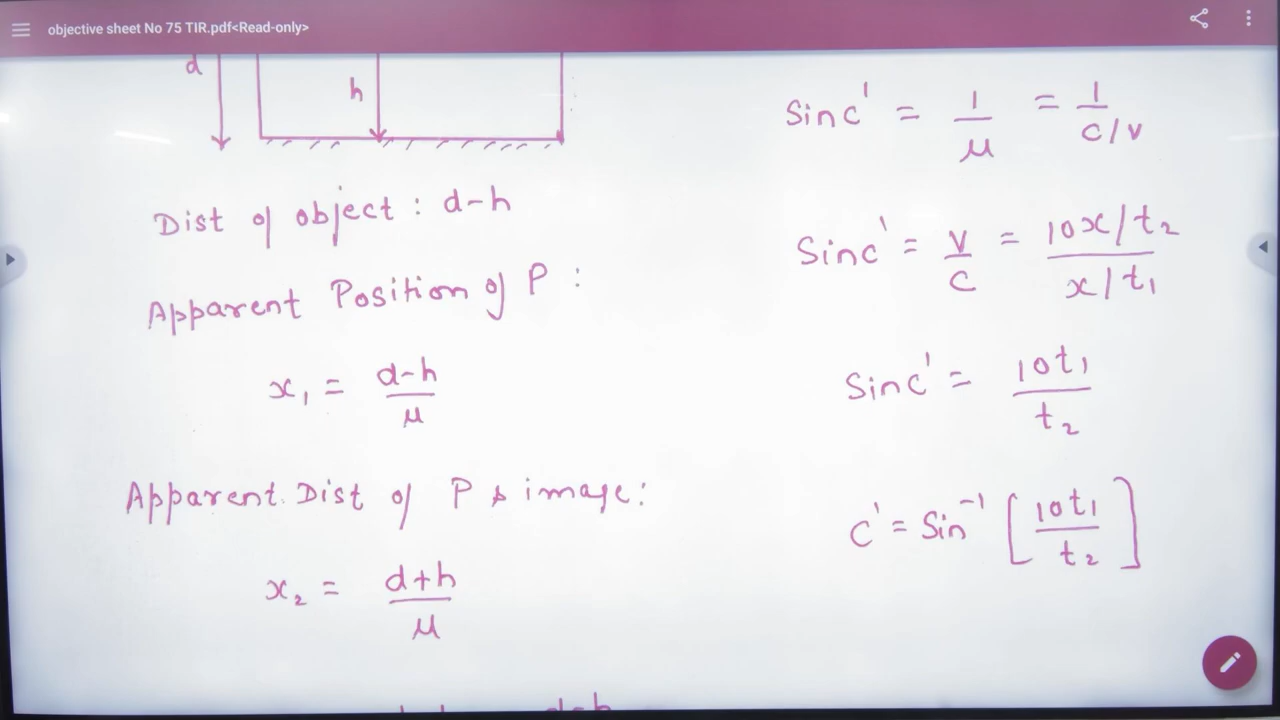 objective sheet No 75 TIR.pdf<Read-only>
d
h
Dist of object : d-h
Apparent Position of P :
x₁ = d-h / μ
Apparent Dist of P & image:
x₂ = d+h / μ
d-h
Sinc' = 1 / μ = 1 / c/v
Sinc' = v / c = 10x/t₂ / x/t₁
Sinc' = 10t₁ / t₂
c' = Sin⁻¹ [ 10t₁ / t₂ ]